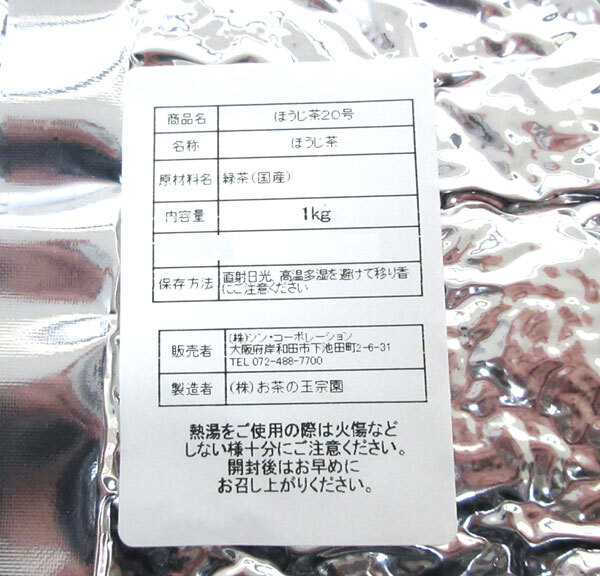 商品名 ほうじ茶20号
名称 ほうじ茶
原材料名 緑茶(国産)
内容量 1kg
保存方法 直射日光、高温多湿を避けて移り香
にご注意ください
販売者 (株)シン・コーポレーション
大阪府岸和田市下池田町2-6-31
TEL 072-488-7700
製造者 (株)お茶の玉宗園
熱湯をご使用の際は火傷など
しない様十分にご注意ください。
開封後はお早めに
お召し上がりください。